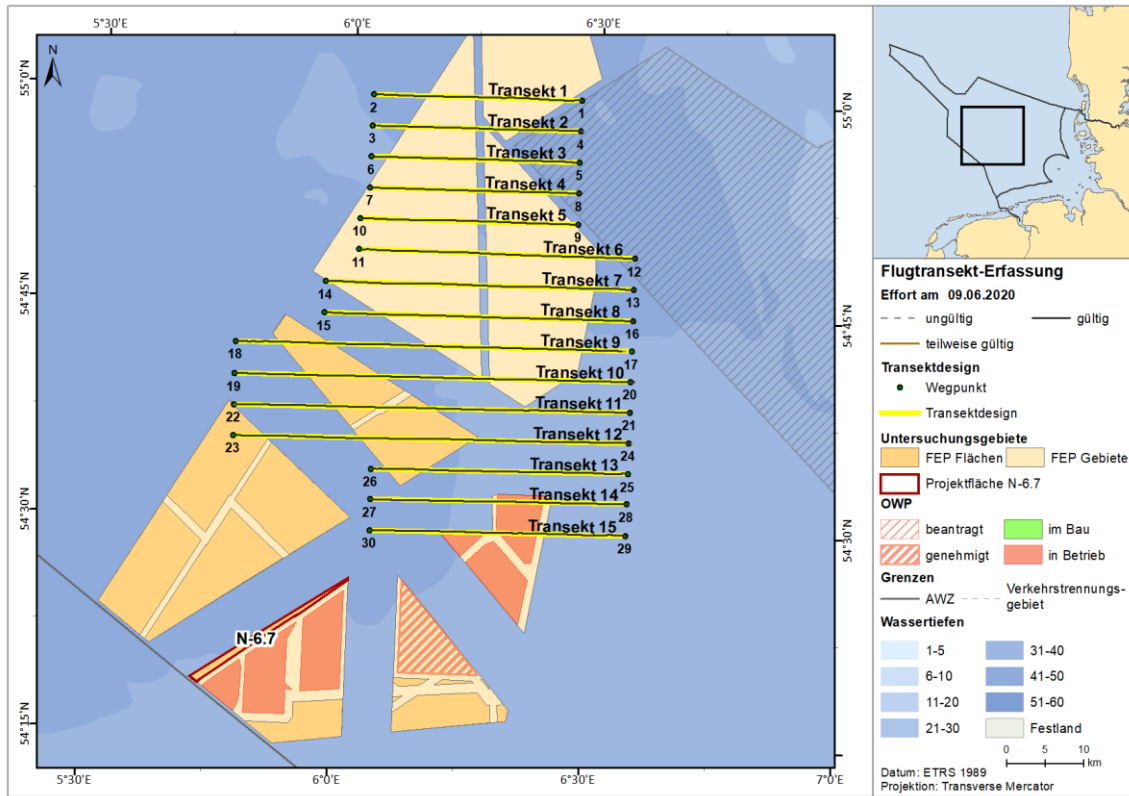 5°30'E
6°0'E
6°30'E
N
55°0'N
54°45'N
54°30'N
54°15'N
55°0'N
54°45'N
54°30'N
5°30'E
6°0'E
6°30'E
7°0'E
Transekt 1
2
1
Transekt 2
3
4
Transekt 3
6
5
Transekt 4
7
8
Transekt 5
10
9
Transekt 6
11
12
Transekt 7
14
13
Transekt 8
15
16
Transekt 9
18
17
Transekt 10
19
20
Transekt 11
22
21
Transekt 12
23
24
Transekt 13
26
25
Transekt 14
27
28
Transekt 15
30
29
N-6.7
Flugtransekt-Erfassung
Effort am 09.06.2020
ungültig
gültig
teilweise gültig
Transektdesign
Wegpunkt
Transektdesign
Untersuchungsgebiete
FEP Flächen
FEP Gebiete
Projektfläche N-6.7
OWP
beantragt
im Bau
genehmigt
in Betrieb
Grenzen
AWZ
Verkehrstrennungs-
gebiet
Wassertiefen
1-5
31-40
6-10
41-50
11-20
51-60
21-30
Festland
0 5 10
km
Datum: ETRS 1989
Projektion: Transverse Mercator